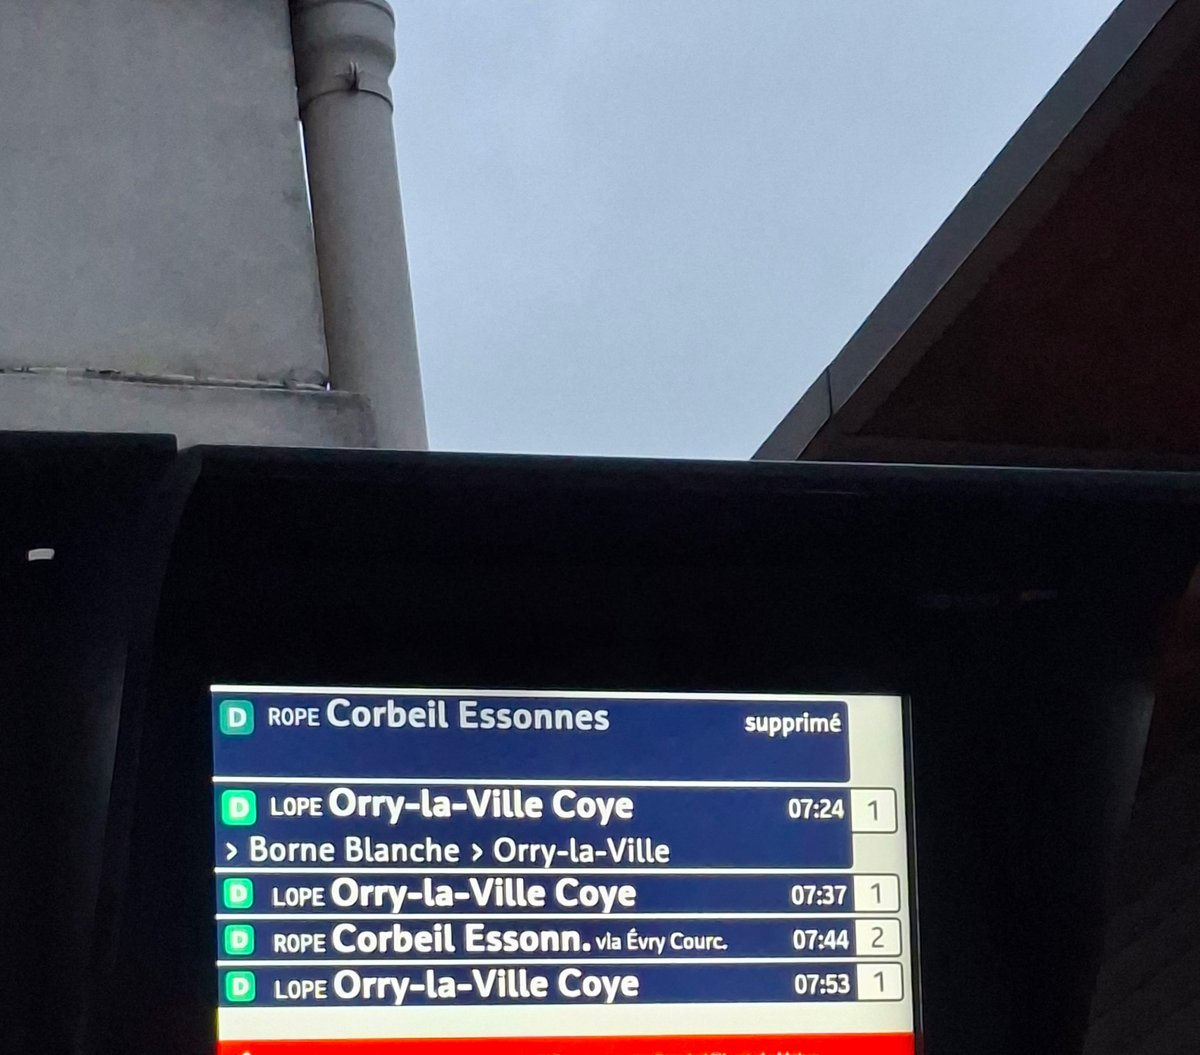 D ROPE Corbeil Essonnes supprimé
D LOPE Orry-la-Ville Coye 07:24 1
> Borne Blanche > Orry-la-Ville
D LOPE Orry-la-Ville Coye 07:37 1
D ROPE Corbeil Essonn. via Évry Courc. 07:44 2
D LOPE Orry-la-Ville Coye 07:53 1